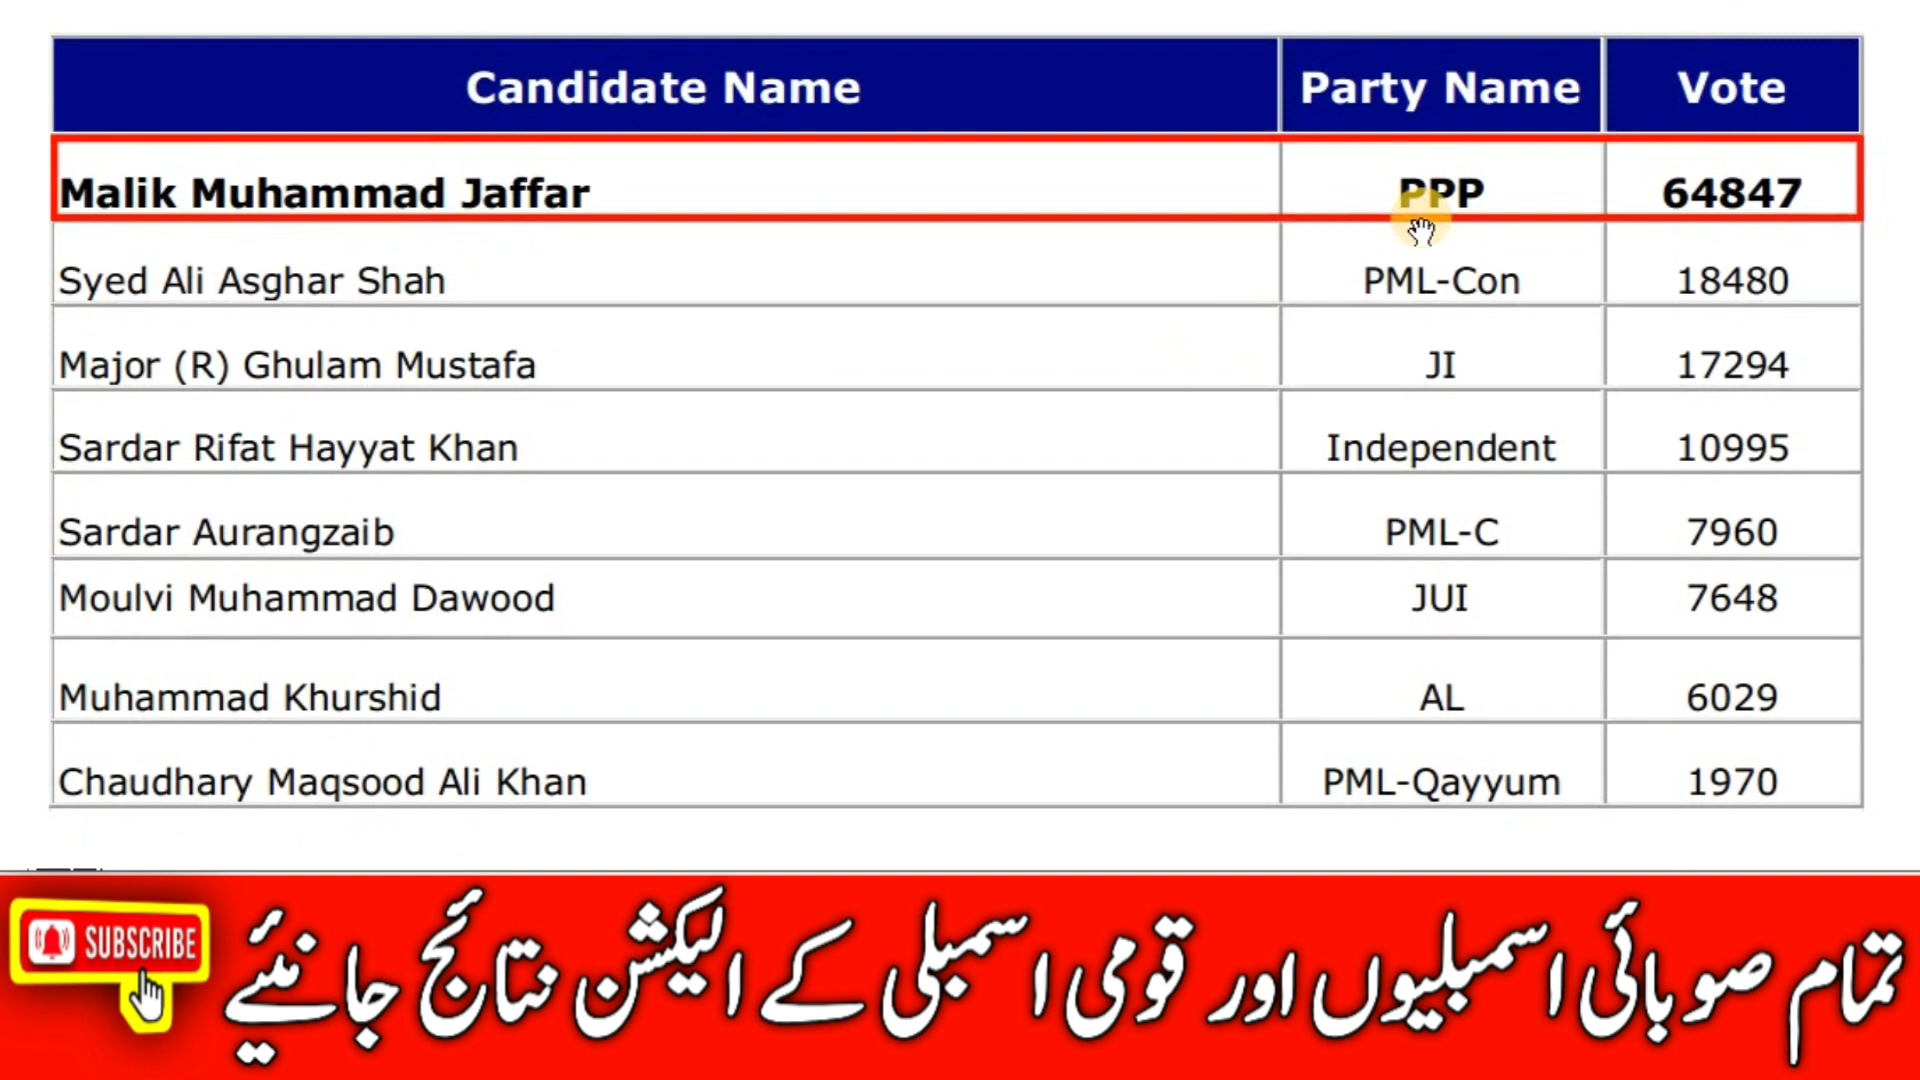 Candidate Name Party Name Vote
Malik Muhammad Jaffar PPP 64847
Syed Ali Asghar Shah PML-Con 18480
Major (R) Ghulam Mustafa JI 17294
Sardar Rifat Hayyat Khan Independent 10995
Sardar Aurangzaib PML-C 7960
Moulvi Muhammad Dawood JUI 7648
Muhammad Khurshid AL 6029
Chaudhary Maqsood Ali Khan PML-Qayyum 1970
تمام صوبائی اسمبلیوں اور قومی اسمبلی کے الیکشن نتائج جانئیے
SUBSCRIBE